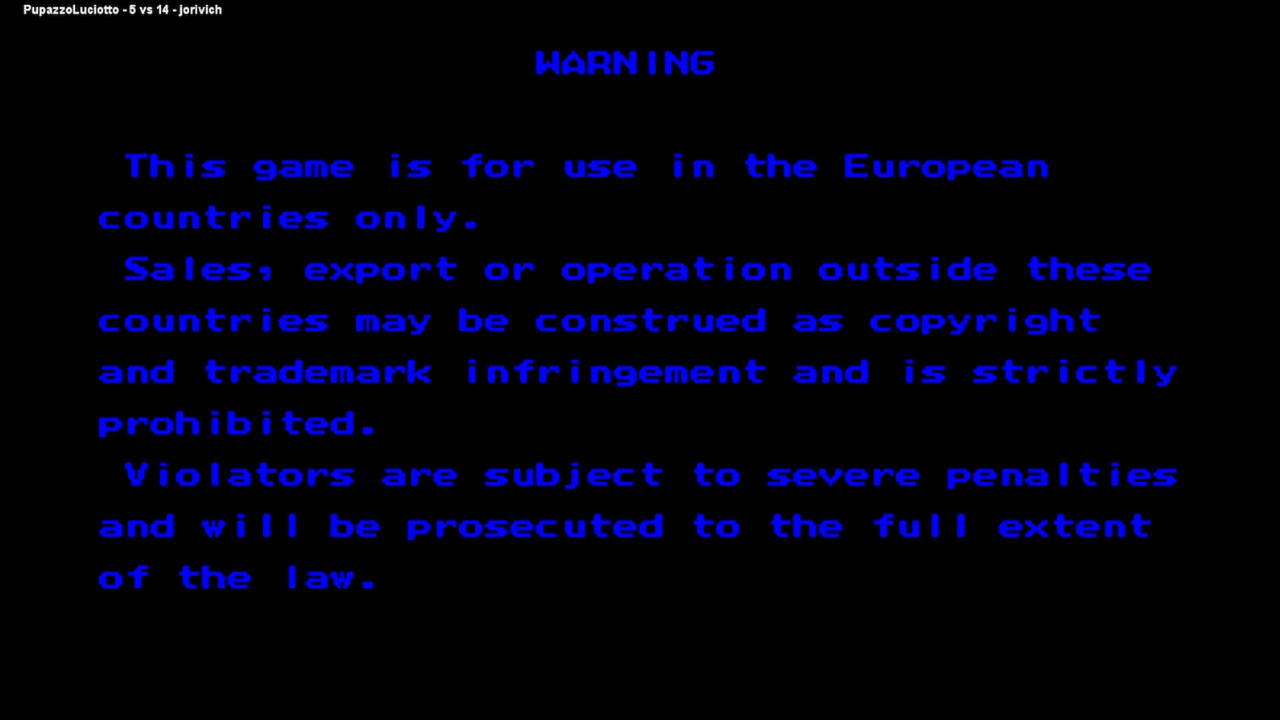 PupazzoLuciotto - 5 vs 14 - jorivich
WARNING
This game is for use in the European
countries only.
Sales, export or operation outside these
countries may be construed as copyright
and trademark infringement and is strictly
prohibited.
Violators are subject to severe penalties
and will be prosecuted to the full extent
of the law.